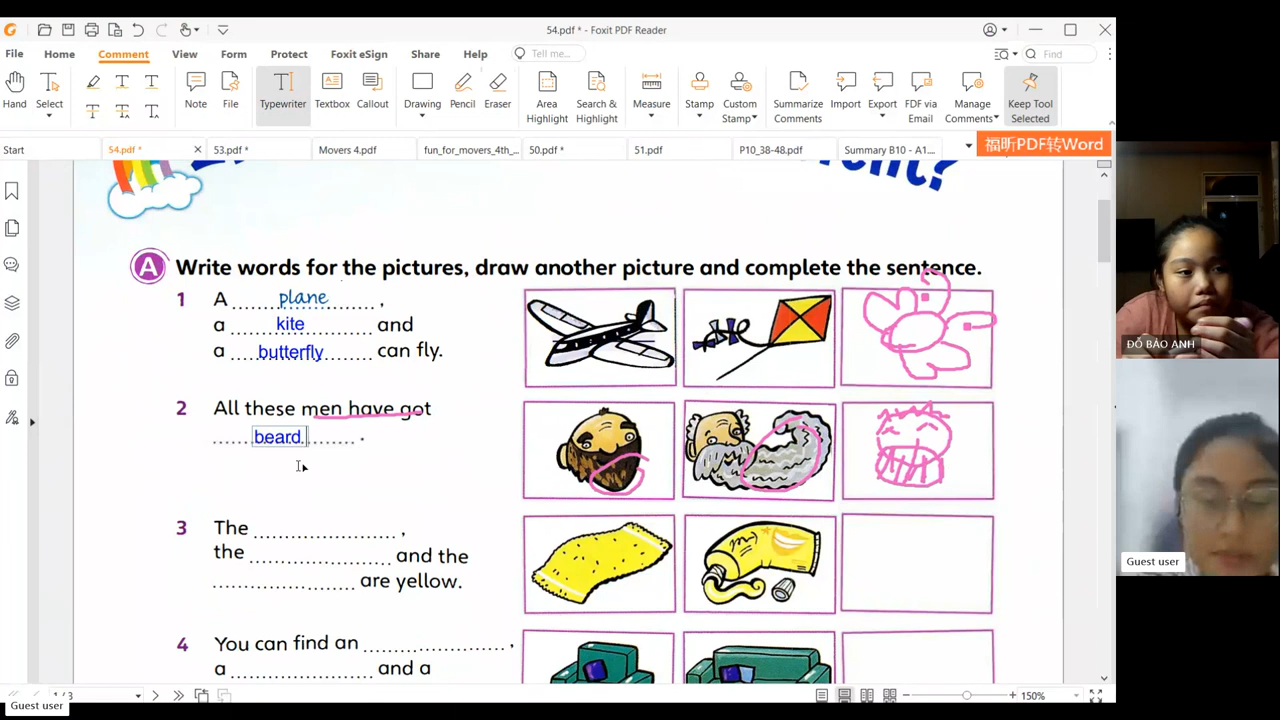 54.pdf * - Foxit PDF Reader
File Home Comment View Form Protect Foxit eSign Share Help Tell me... Find
Hand Select Note File Typewriter Textbox Callout Drawing Pencil Eraser Area Highlight Search & Highlight Measure Stamp Custom Stamp Summarize Comments Import Export FDF via Email Manage Comments Keep Tool Selected
Start 54.pdf * 53.pdf * Movers 4.pdf fun_for_movers_4th_... 50.pdf * 51.pdf P10_38-48.pdf Summary B10 - A1... 福昕PDF转Word
A Write words for the pictures, draw another picture and complete the sentence.
1 A plane ,
a kite and
a butterfly can fly.
2 All these men have got
beard. .
3 The ...................... ,
the ...................... and the
...................... are yellow.
4 You can find an ...................... ,
a ...................... and a
1 / 3 150%
Guest user
ĐỖ BẢO ANH
Guest user